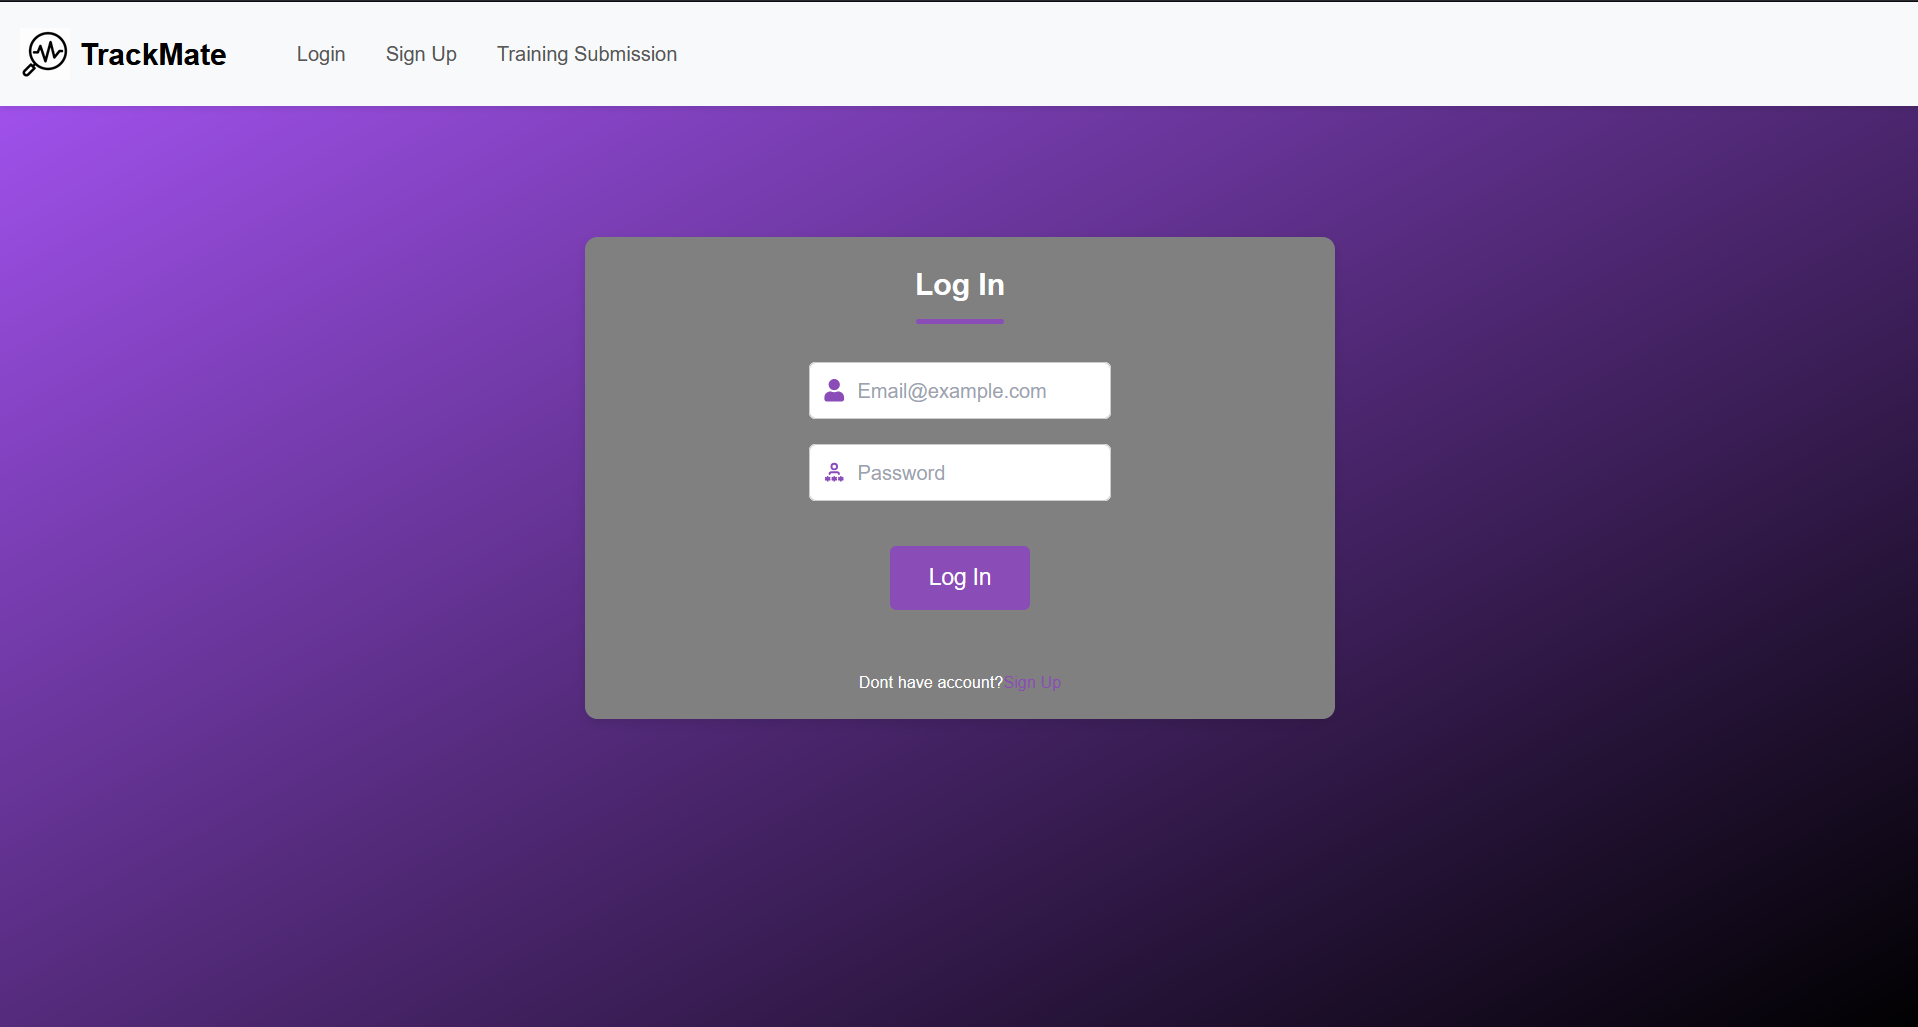 TrackMate Login Sign Up Training Submission
Log In
Email@example.com
Password
Log In
Dont have account?Sign Up